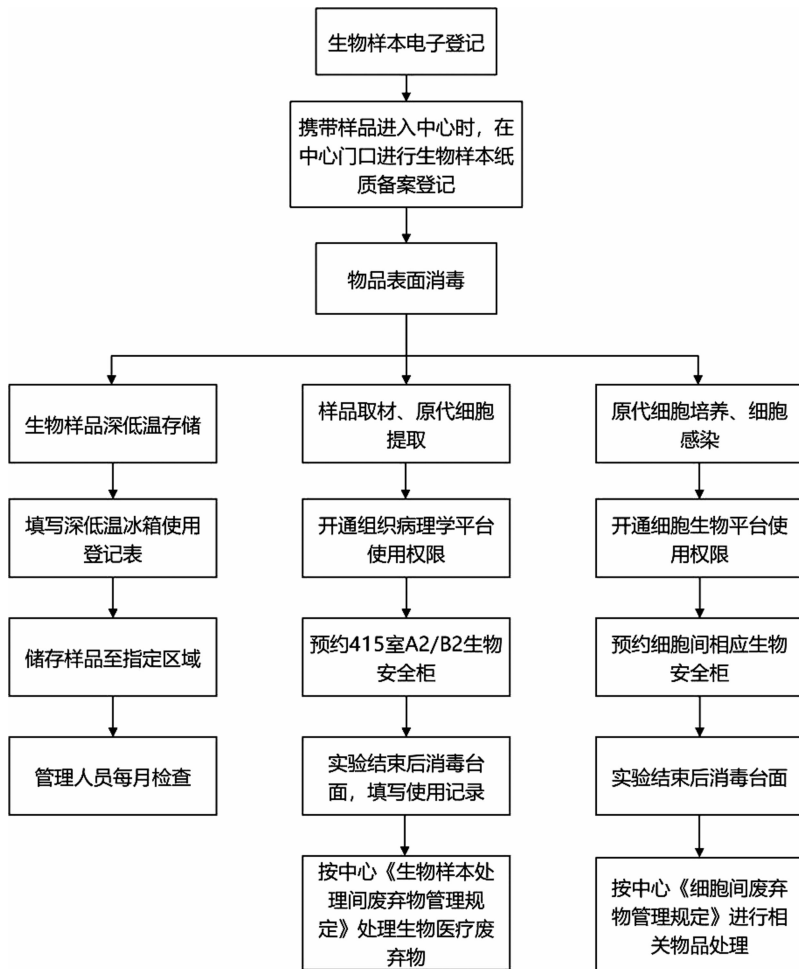 生物样本电子登记
携带样品进入中心时，在
中心门口进行生物样本纸
质备案登记
物品表面消毒
生物样品深低温存储
填写深低温冰箱使用
登记表
储存样品至指定区域
管理人员每月检查
样品取材、原代细胞
提取
开通组织病理学平台
使用权限
预约415室A2/B2生物
安全柜
实验结束后消毒台
面，填写使用记录
按中心《生物样本处
理间废弃物管理规
定》处理生物医疗废
弃物
原代细胞培养、细胞
感染
开通细胞生物平台使
用权限
预约细胞间相应生物
安全柜
实验结束后消毒台面
按中心《细胞间废弃
物管理规定》进行相
关物品处理